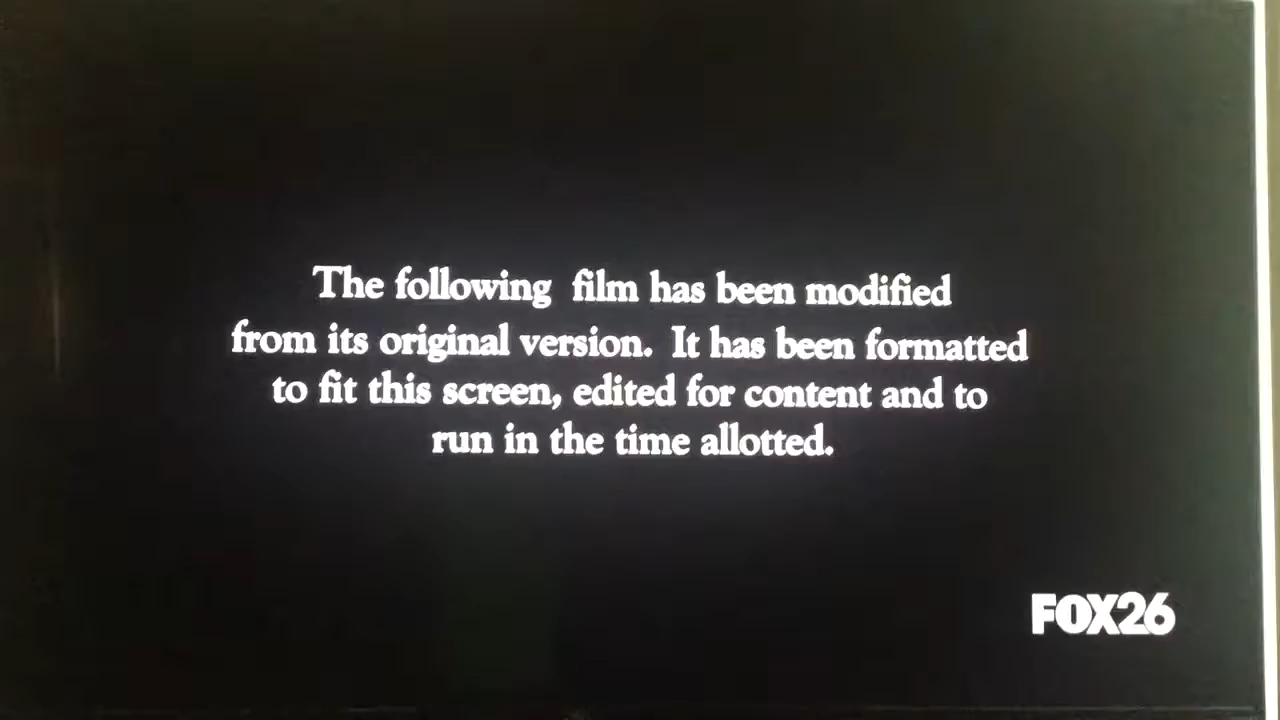 The following film has been modified
from its original version. It has been formatted
to fit this screen, edited for content and to
run in the time allotted.
FOX26